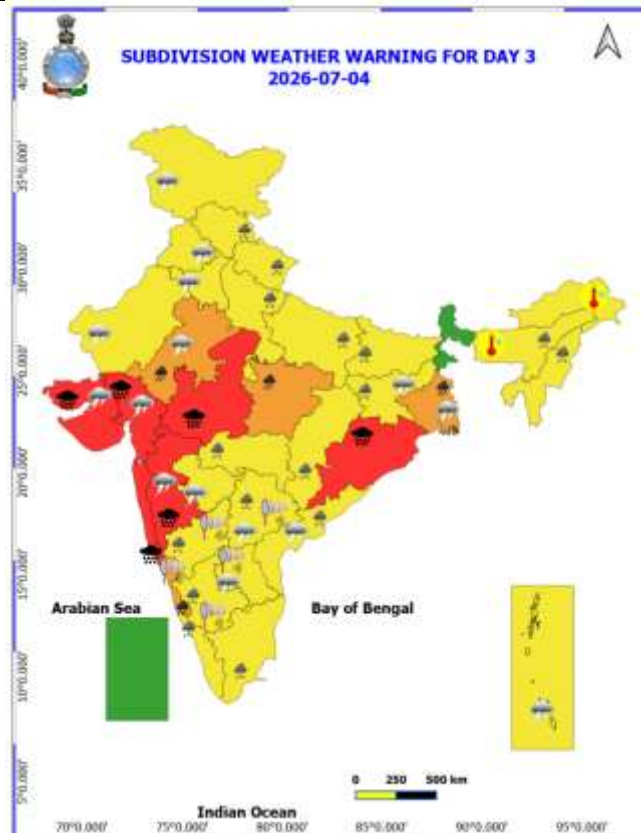 SUBDIVISION WEATHER WARNING FOR DAY 3
2026-07-04
40°0.000'
35°0.000'
30°0.000'
25°0.000'
20°0.000'
15°0.000'
10°0.000'
5°0.000'
Arabian Sea
Bay of Bengal
0 250 500 km
Indian Ocean
70°0.000' 75°0.000' 80°0.000' 85°0.000' 90°0.000' 95°0.000'